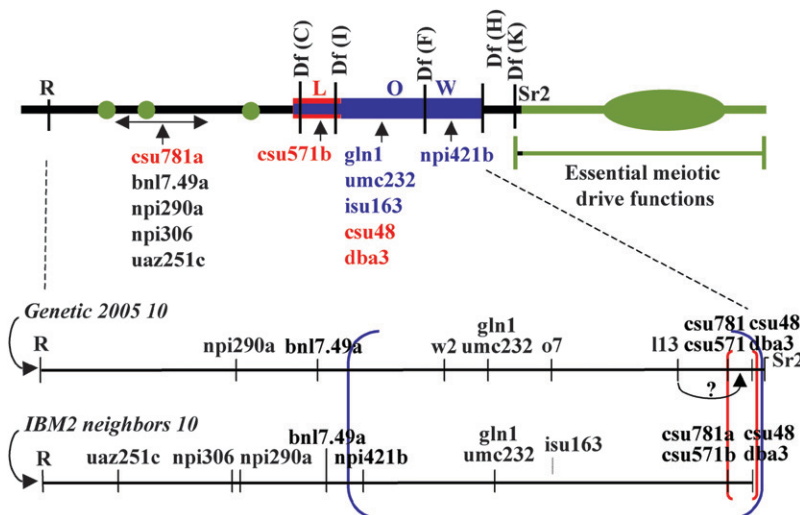 Df (C)
Df (I)
Df (F)
Df (H)
Df (K)
R L O W Sr2
csu781a
bnl7.49a
npi290a
npi306
uaz251c
csu571b
gln1
umc232
isu163
csu48
dba3
npi421b
Essential meiotic
drive functions
Genetic 2005 10
R npi290a bnl7.49a w2 gln1 umc232 o7 l13 csu781 csu571 csu48 dba3 Sr2
?
IBM2 neighbors 10
R uaz251c npi306 npi290a bnl7.49a npi421b gln1 umc232 isu163 csu781a csu571b csu48 dba3